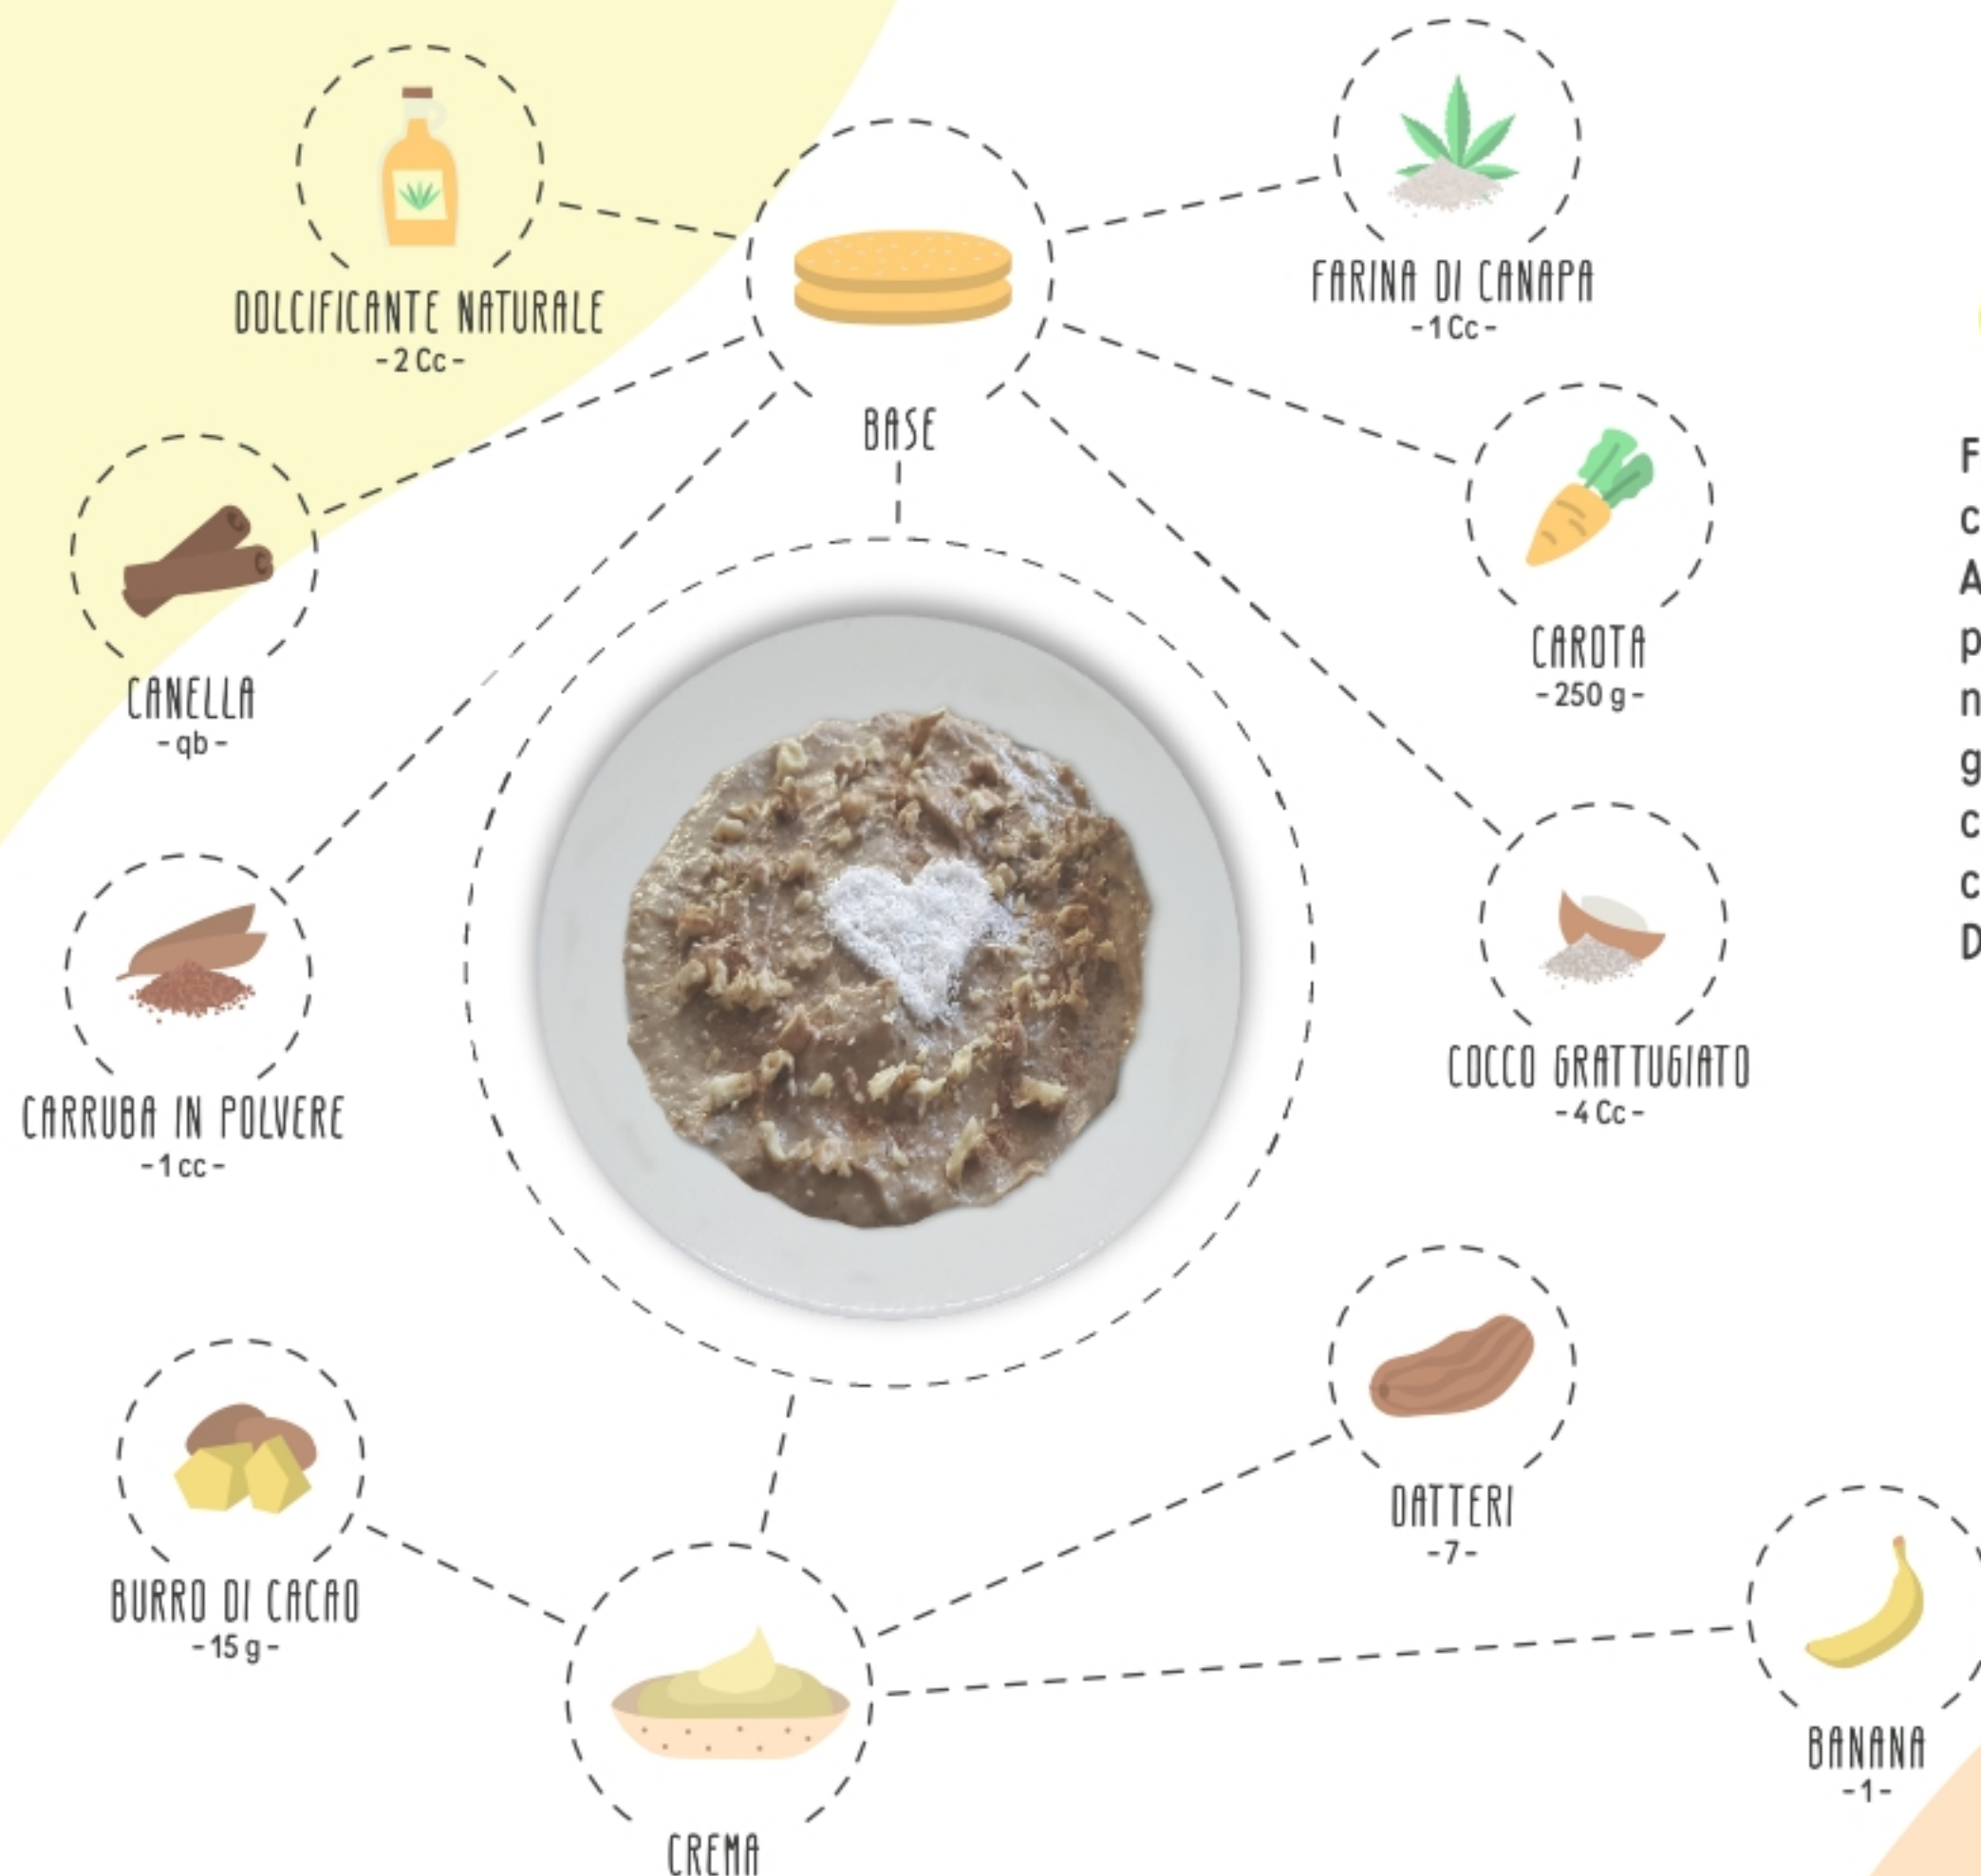 DOLCIFICANTE NATURALE
-2 Cc-
FARINA DI CANAPA
-1 Cc-
BASE
CANELLA
-qb-
CAROTA
-250 g-
CARRUBA IN POLVERE
-1 cc-
COCCO GRATTUGIATO
-4 Cc-
BURRO DI CACAO
-15 g-
DATTERI
-7-
BANANA
-1-
CREMA